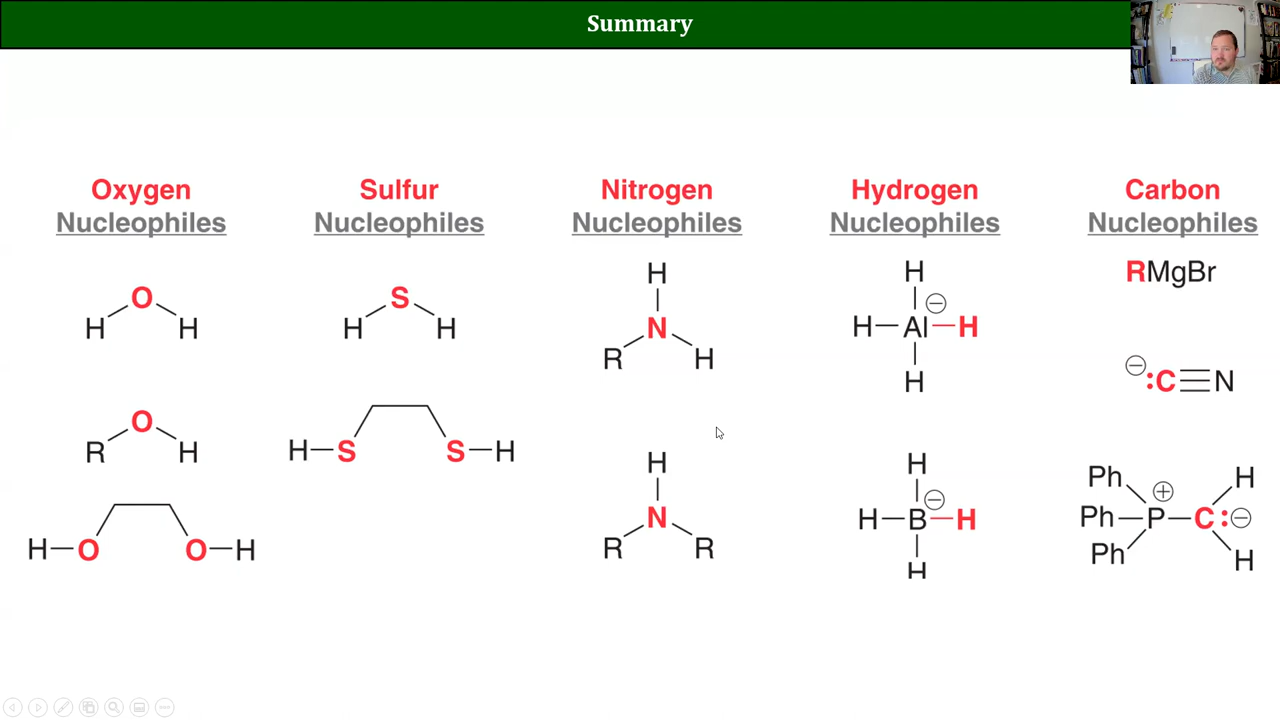 Summary
Oxygen
Nucleophiles
O
H H
O
R H
H O O H
Sulfur
Nucleophiles
S
H H
H S S H
Nitrogen
Nucleophiles
H
N
R H
H
N
R R
Hydrogen
Nucleophiles
H
H Al H
H
−
H
H B H
H
−
Carbon
Nucleophiles
RMgBr
− :C≡N
Ph + H
Ph P C : −
Ph H